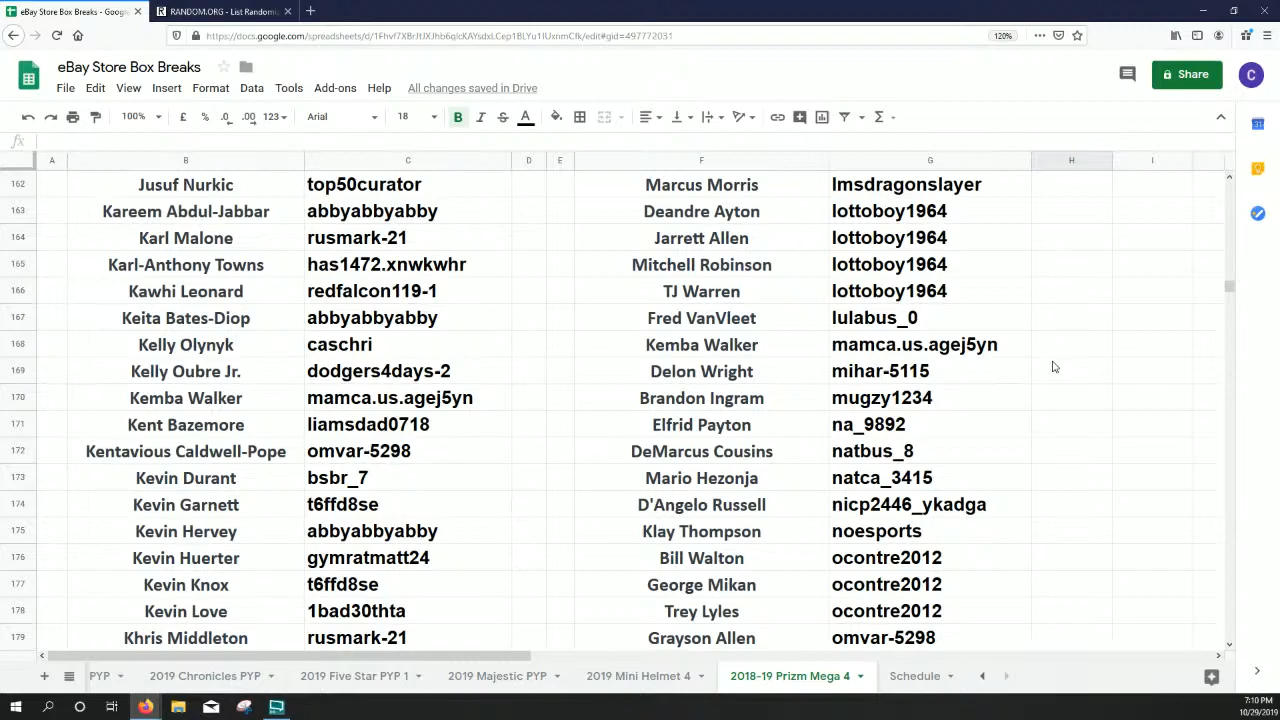 eBay Store Box Breaks - Google
RANDOM.ORG - List Randomi
https://docs.google.com/spreadsheets/d/
120%
eBay Store Box Breaks
File Edit View Insert Format Data Tools Add-ons Help All changes saved in Drive
Share
C
100% £ % .0 .00 123 Arial 18 B I S A
fx
A B C D E F G H I
162 Jusuf Nurkic top50curator Marcus Morris lmsdragonslayer
163 Kareem Abdul-Jabbar abbyabbyabby Deandre Ayton lottoboy1964
164 Karl Malone rusmark-21 Jarrett Allen lottoboy1964
165 Karl-Anthony Towns has1472.xnwkwhr Mitchell Robinson lottoboy1964
166 Kawhi Leonard redfalcon119-1 TJ Warren lottoboy1964
167 Keita Bates-Diop abbyabbyabby Fred VanVleet lulabus_0
168 Kelly Olynyk caschri Kemba Walker mamca.us.agej5yn
169 Kelly Oubre Jr. dodgers4days-2 Delon Wright mihar-5115
170 Kemba Walker mamca.us.agej5yn Brandon Ingram mugzy1234
171 Kent Bazemore liamsdad0718 Elfrid Payton na_9892
172 Kentavious Caldwell-Pope omvar-5298 DeMarcus Cousins natbus_8
173 Kevin Durant bsbr_7 Mario Hezonja natca_3415
174 Kevin Garnett t6ffd8se D'Angelo Russell nicp2446_ykadga
175 Kevin Hervey abbyabbyabby Klay Thompson noesports
176 Kevin Huerter gymratmatt24 Bill Walton ocontre2012
177 Kevin Knox t6ffd8se George Mikan ocontre2012
178 Kevin Love 1bad30thta Trey Lyles ocontre2012
179 Khris Middleton rusmark-21 Grayson Allen omvar-5298
PYP 2019 Chronicles PYP 2019 Five Star PYP 1 2019 Majestic PYP 2019 Mini Helmet 4 2018-19 Prizm Mega 4 Schedule
7:10 PM
10/29/2019